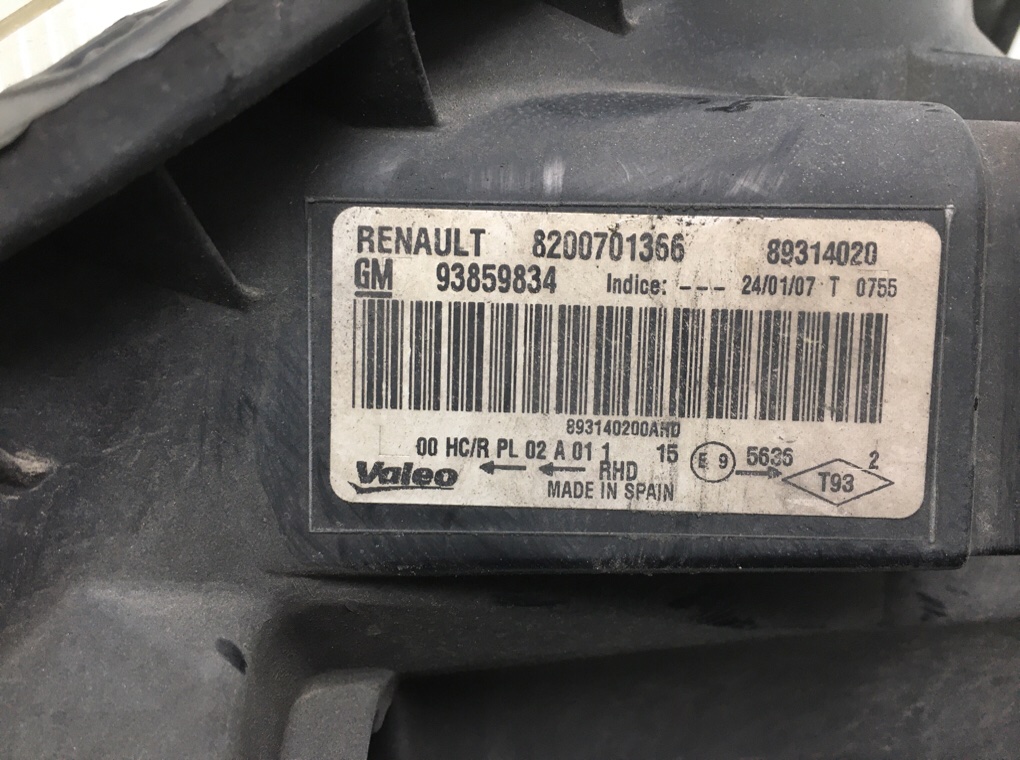 RENAULT 8200701366 89314020
GM 93859834 Indice: --- 24/01/07 T 0755
893140200AHD
00 HC/R PL 02 A 01 1 15 E 9 5636 2
Valeo RHD T93
MADE IN SPAIN